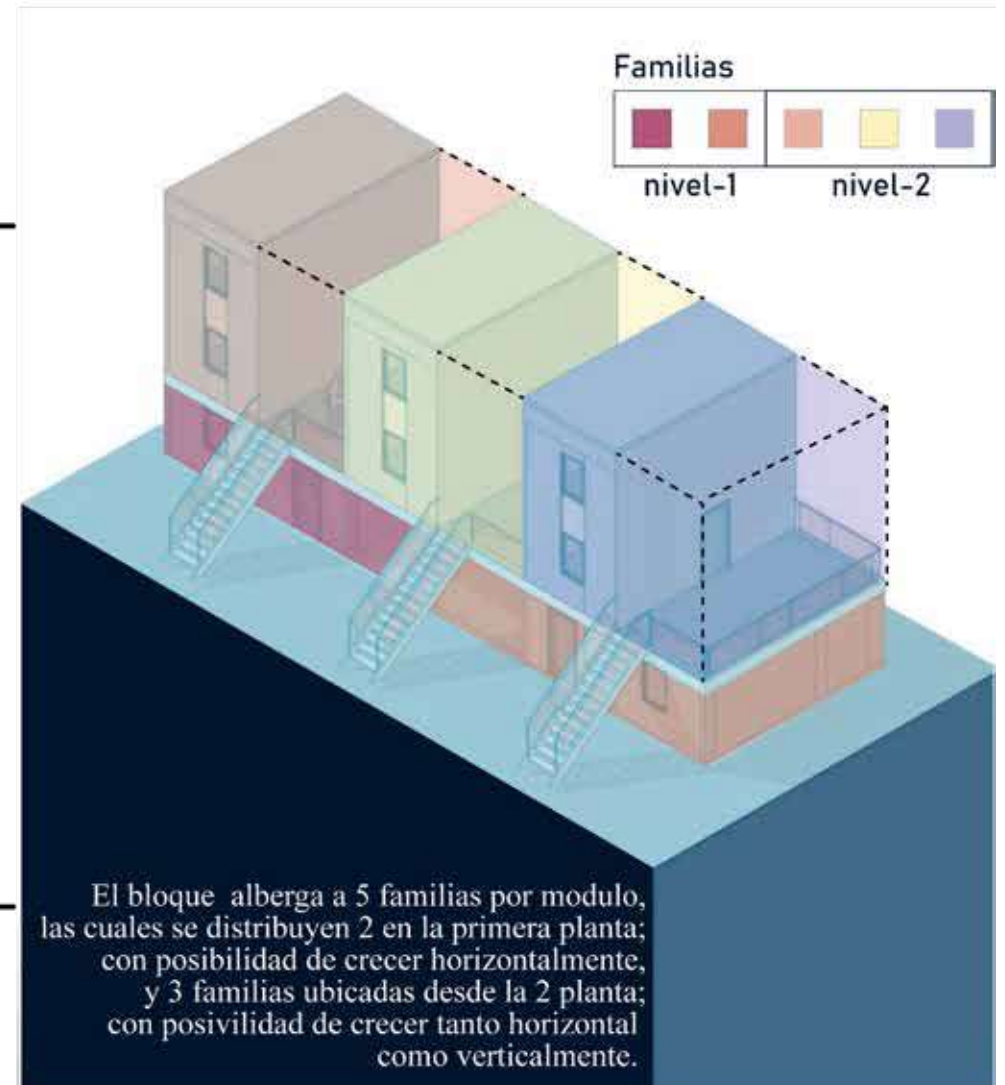 Familias
nivel-1 nivel-2
El bloque alberga a 5 familias por modulo,
las cuales se distribuyen 2 en la primera planta;
con posibilidad de crecer horizontalmente,
y 3 familias ubicadas desde la 2 planta;
con posivilidad de crecer tanto horizontal
como verticalmente.